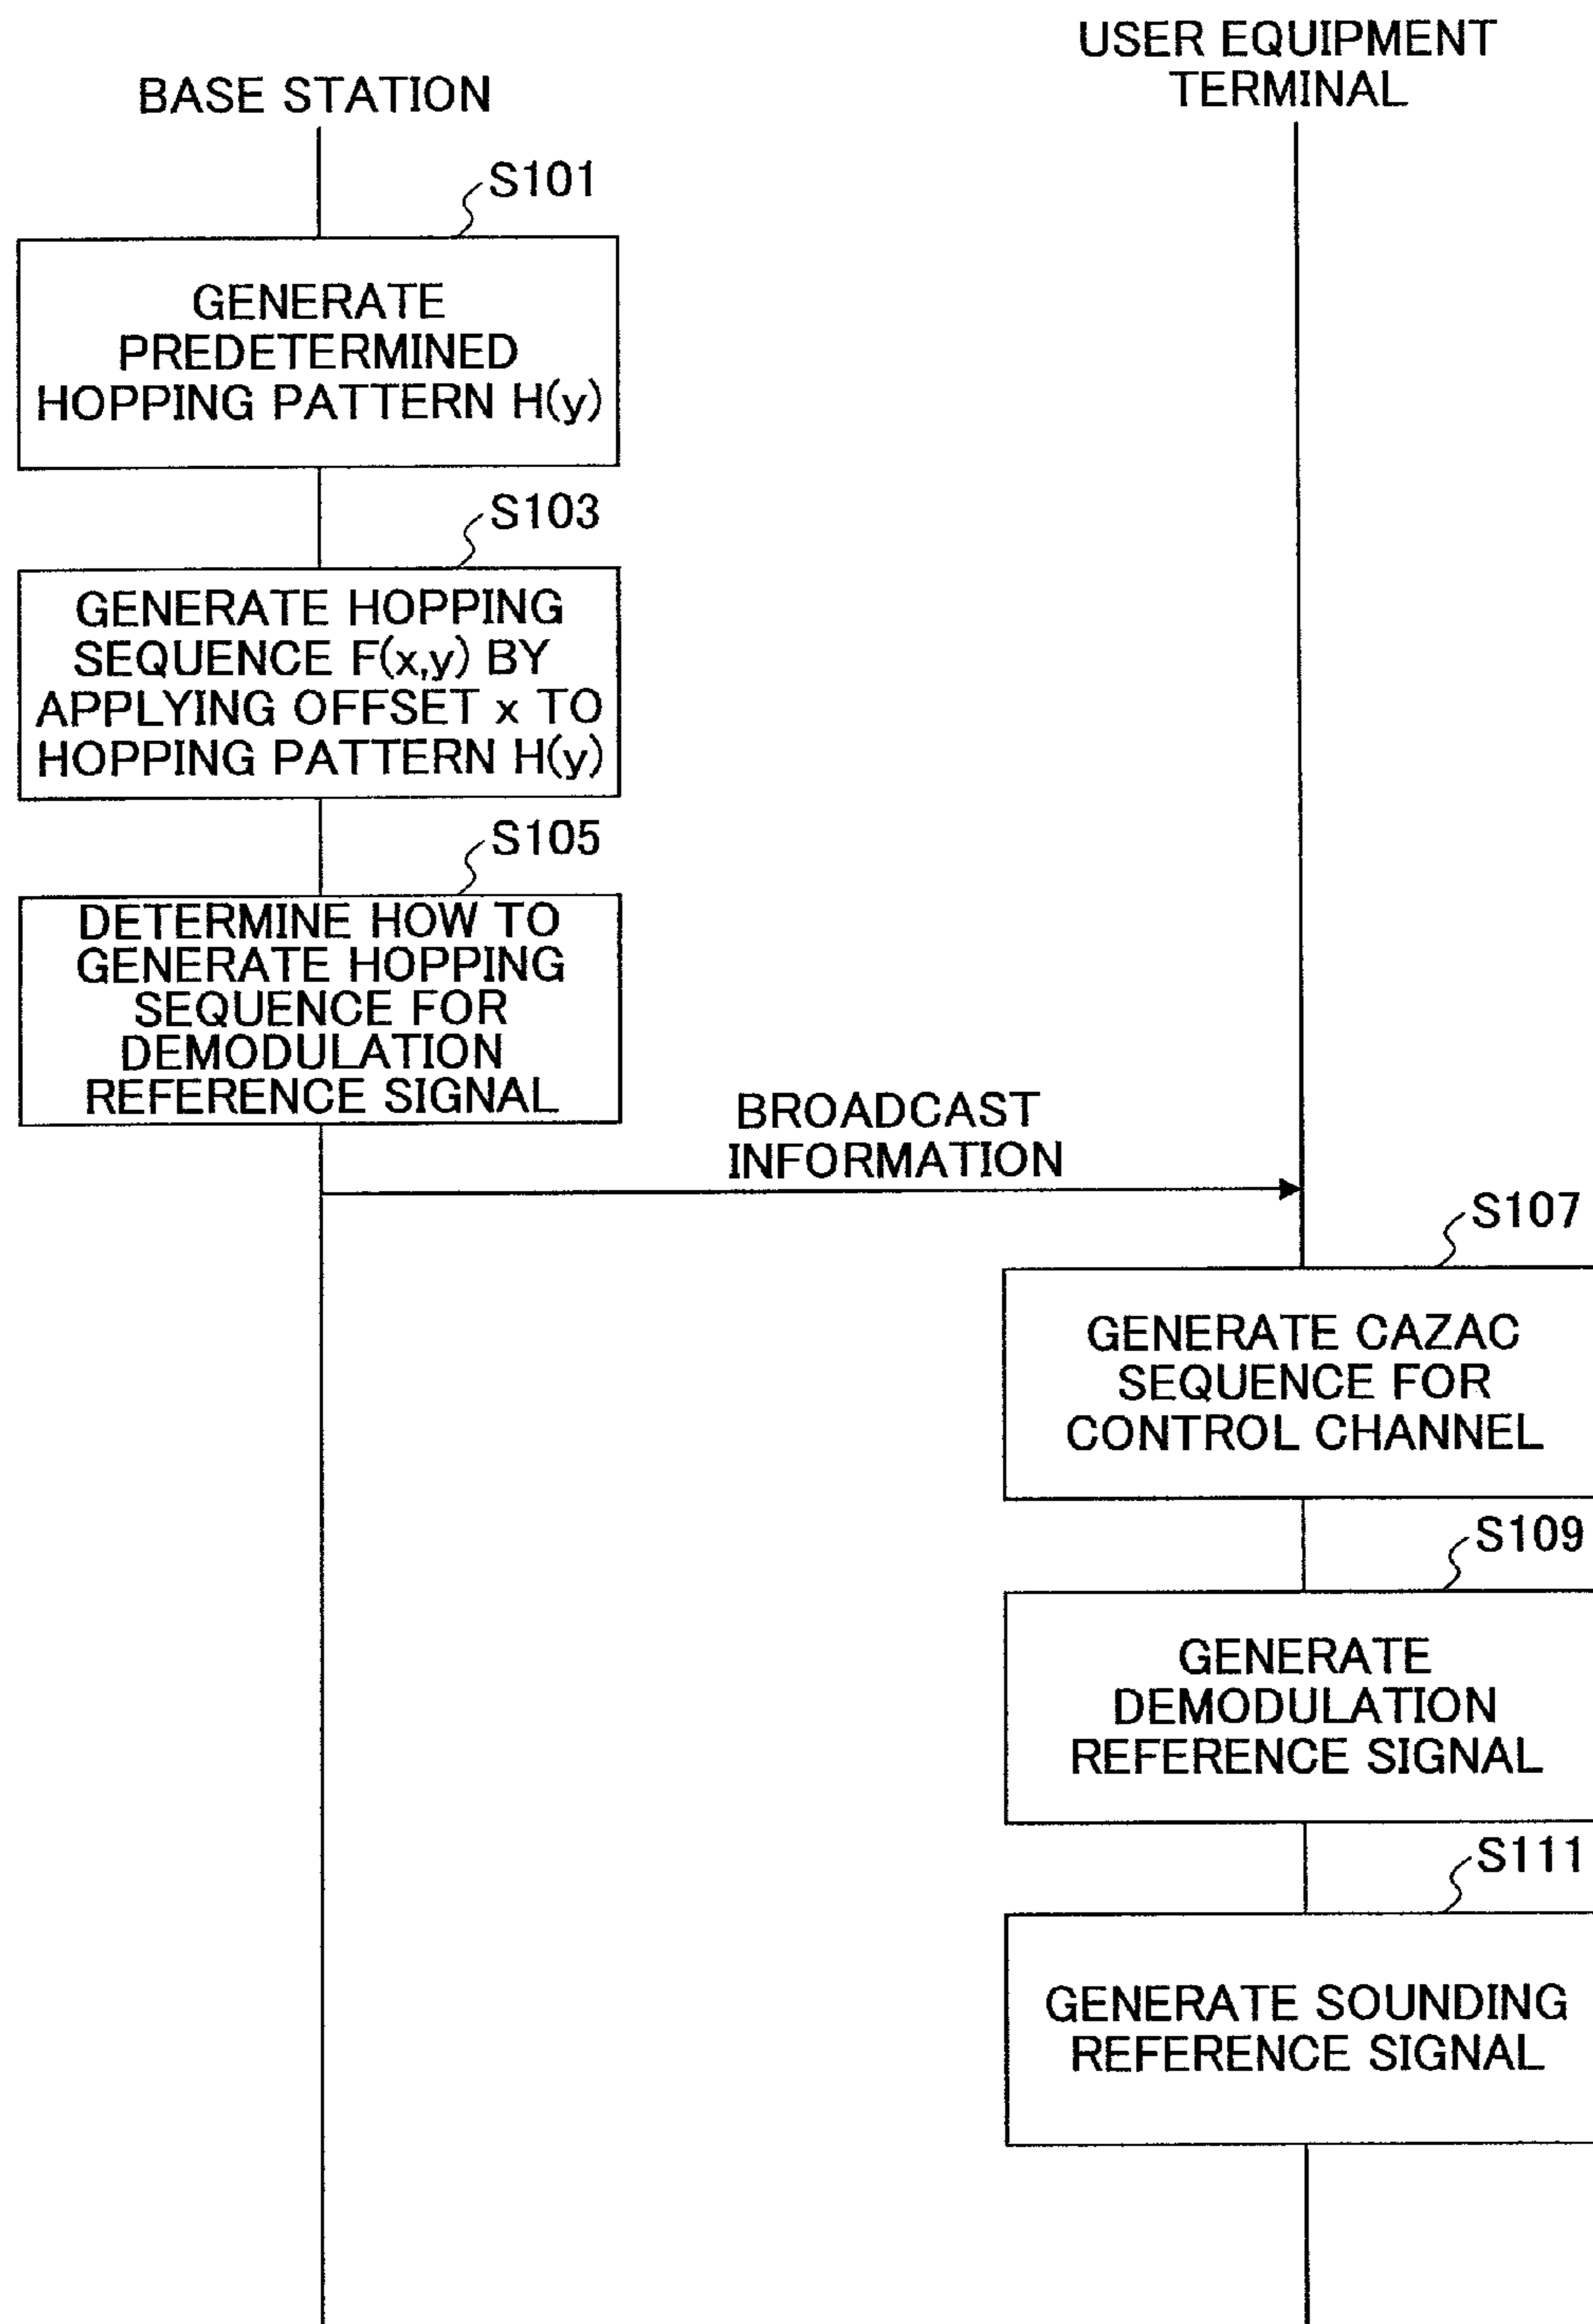 USER EQUIPMENT
TERMINAL
BASE STATION
S101
GENERATE
PREDETERMINED
HOPPING PATTERN H(y)
S103
GENERATE HOPPING
SEQUENCE F(x,y) BY
APPLYING OFFSET x TO
HOPPING PATTERN H(y)
S105
DETERMINE HOW TO
GENERATE HOPPING
SEQUENCE FOR
DEMODULATION
REFERENCE SIGNAL
BROADCAST
INFORMATION
S107
GENERATE CAZAC
SEQUENCE FOR
CONTROL CHANNEL
S109
GENERATE
DEMODULATION
REFERENCE SIGNAL
S111
GENERATE SOUNDING
REFERENCE SIGNAL